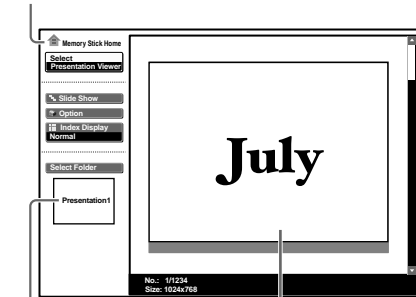 Memory Stick Home
Select
Presentation Viewer
Slide Show
Option
Index Display
Normal
Select Folder
Presentation1
July
No.: 1/1234
Size: 1024x768